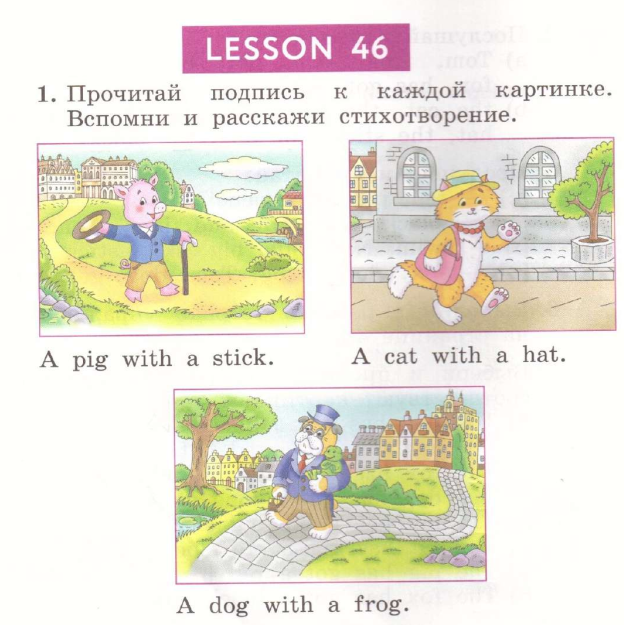 LESSON 46
1. Прочитай подпись к каждой картинке.
Вспомни и расскажи стихотворение.
A pig with a stick.
A cat with a hat.
A dog with a frog.